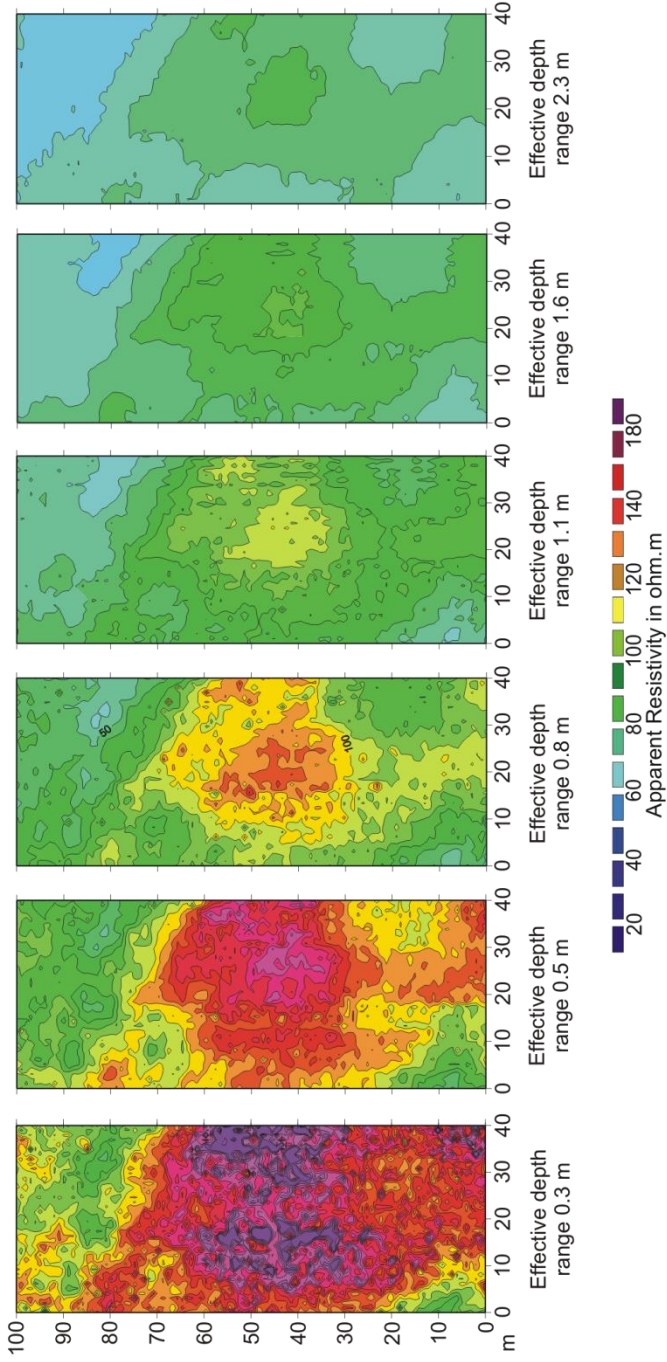 100
90
80
70
60
50
40
30
20
10
0
m
50
100
0 10 20 30 40
0 10 20 30 40
0 10 20 30 40
0 10 20 30 40
0 10 20 30 40
0 10 20 30 40
Effective depth
range 0.3 m
Effective depth
range 0.5 m
Effective depth
range 0.8 m
Effective depth
range 1.1 m
Effective depth
range 1.6 m
Effective depth
range 2.3 m
20 40 60 80 100 120 140 180
Apparent Resistivity in ohm.m